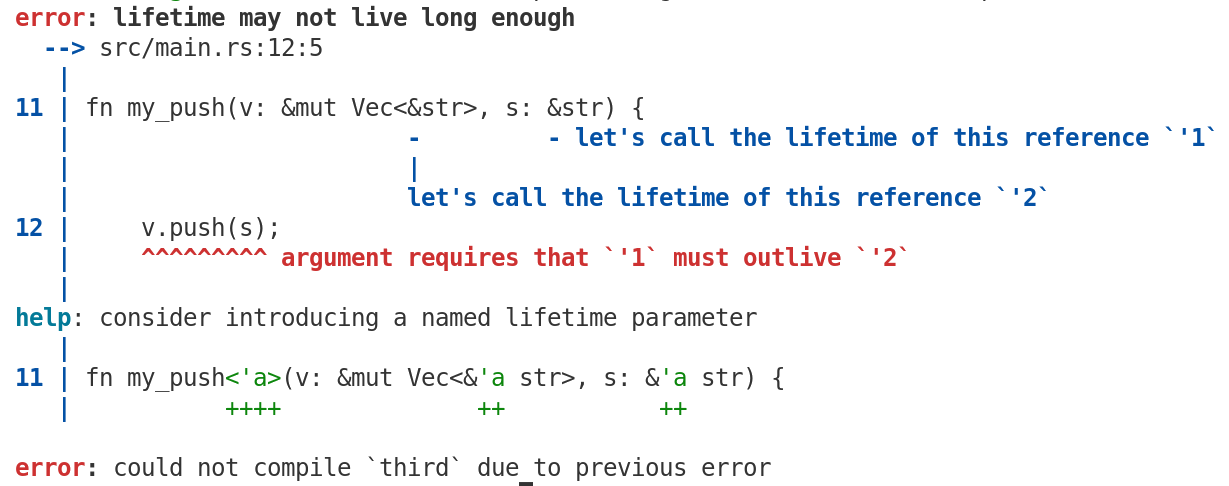 error: lifetime may not live long enough
  --> src/main.rs:12:5
   |
11 | fn my_push(v: &mut Vec<&str>, s: &str) {
   |                        -         - let's call the lifetime of this reference `'1`
   |                        |
   |                        let's call the lifetime of this reference `'2`
12 |     v.push(s);
   |     ^^^^^^^^^ argument requires that `'1` must outlive `'2`
   |
help: consider introducing a named lifetime parameter
   |
11 | fn my_push<'a>(v: &mut Vec<&'a str>, s: &'a str) {
   |           ++++              ++           ++

error: could not compile `third` due to previous error